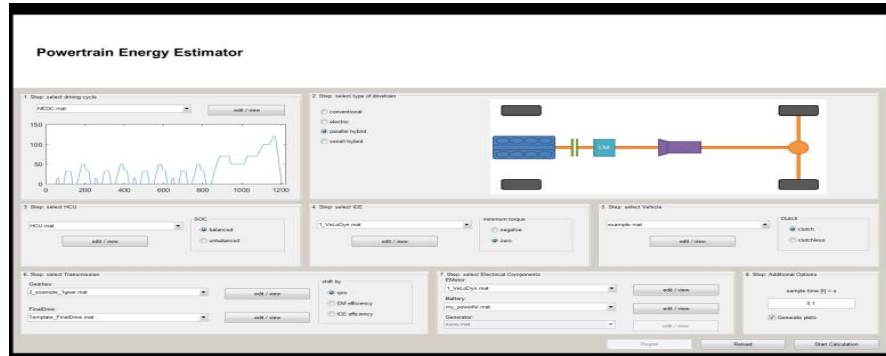 Powertrain Energy Estimator
1. Step: select driving cycle
NEDC.mat
edit / view
150
100
50
0
0 200 400 600 800 1000 1200
2. Step: select type of drivetrain
conventional
electric
parallel hybrid
serial hybrid
EM
3. Step: select HCU
HCU.mat
edit / view
SOC
balanced
unbalanced
4. Step: select ICE
1_VeLoDyn.mat
edit / view
minimum torque
negative
zero
5. Step: select Vehicle
example.mat
edit / view
Clutch
clutch
clutchless
6. Step: select Transmission
Gearbox:
2_example_1gear.mat
edit / view
FinalDrive:
Template_FinalDrive.mat
edit / view
shift by
rpm
EM efficiency
ICE efficiency
7. Step: select Electrical Components
EMotor:
1_VeLoDyn.mat
edit / view
Battery:
my_powerful.mat
edit / view
Generator:
none.mat
edit / view
8. Step: Additional Options
sample time [t] = s
0.1
Generate plots
Replot
Reload
Start Calculation